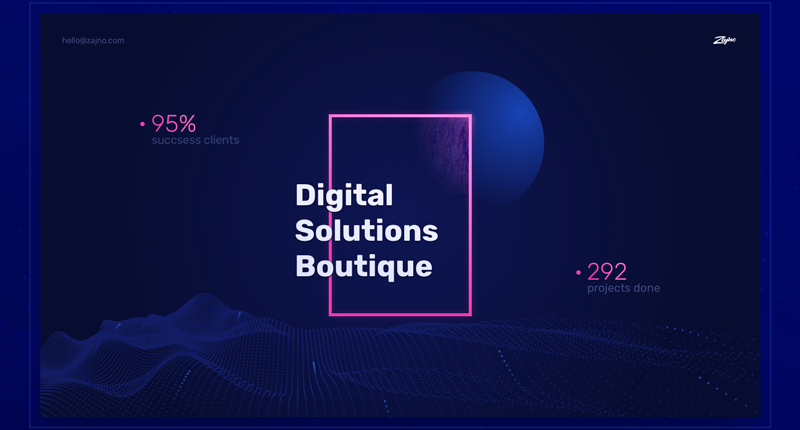 hello@zajno.com
Zajno
95%
succsess clients
Digital
Solutions
Boutique
292
projects done